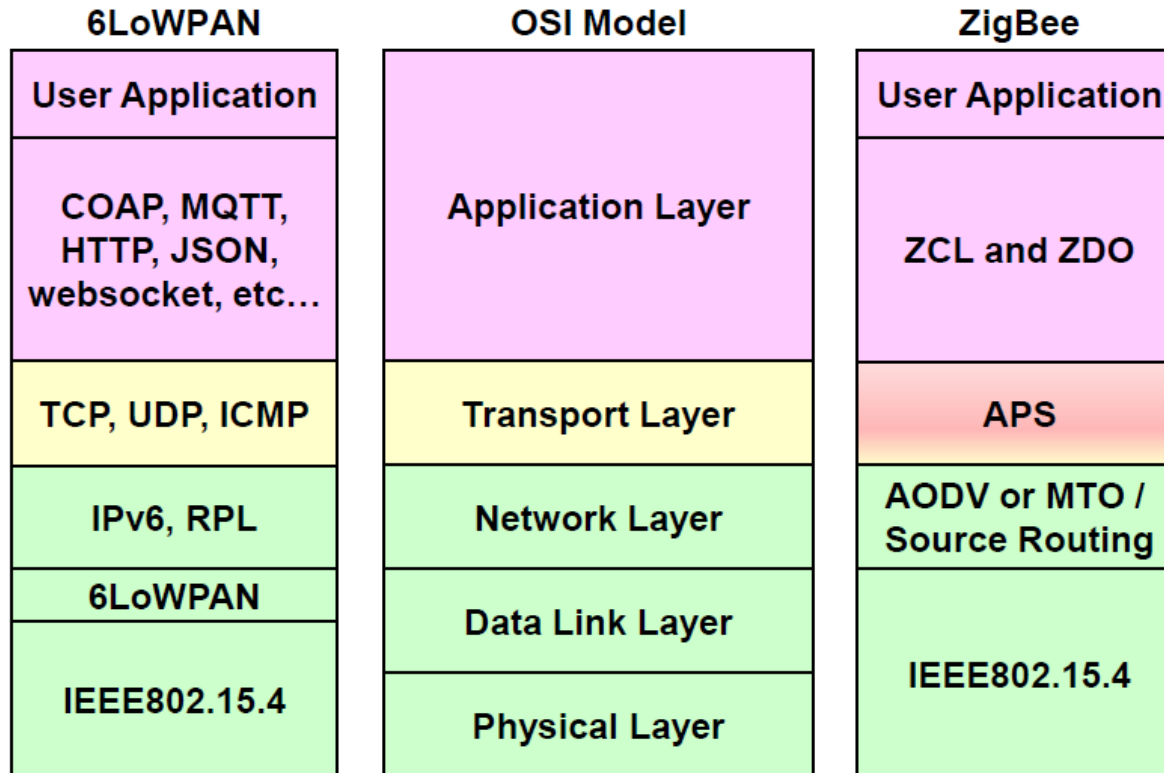 6LoWPAN
User Application
COAP, MQTT,
HTTP, JSON,
websocket, etc…
TCP, UDP, ICMP
IPv6, RPL
6LoWPAN
IEEE802.15.4
OSI Model
Application Layer
Transport Layer
Network Layer
Data Link Layer
Physical Layer
ZigBee
User Application
ZCL and ZDO
APS
AODV or MTO /
Source Routing
IEEE802.15.4